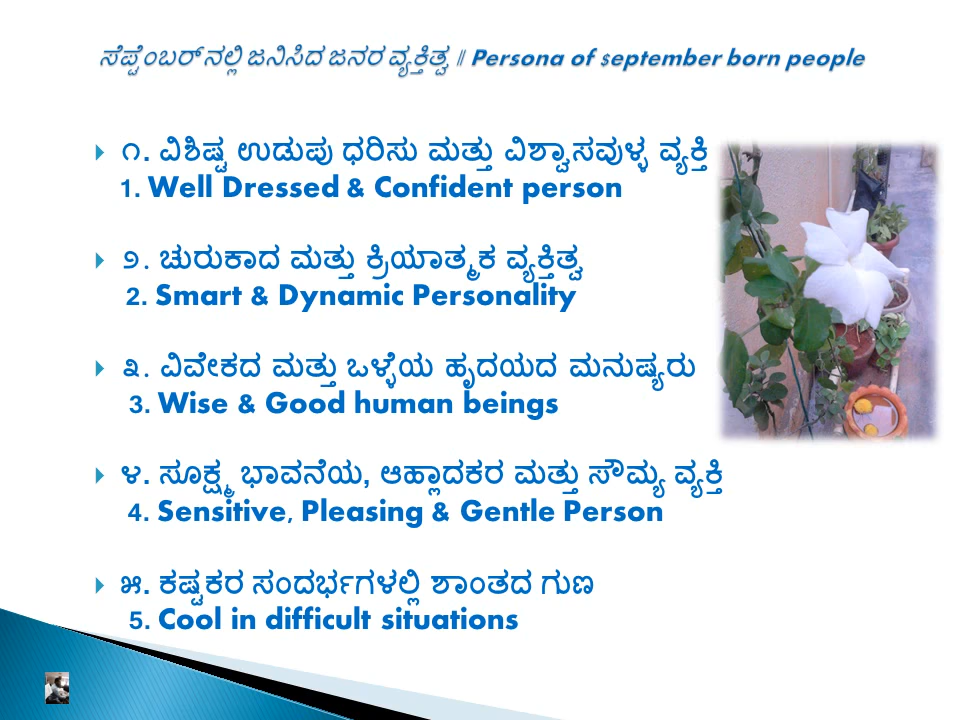 ಸೆಪ್ಟೆಂಬರ್ ನಲ್ಲಿ ಜನಿಸಿದ ಜನರ ವ್ಯಕ್ತಿತ್ವ || Persona of September born people
೧. ವಿಶಿಷ್ಟ ಉಡುಪು ಧರಿಸು ಮತ್ತು ವಿಶ್ವಾಸವುಳ್ಳ ವ್ಯಕ್ತಿ
1. Well Dressed & Confident person
೨. ಚುರುಕಾದ ಮತ್ತು ಕ್ರಿಯಾತ್ಮಕ ವ್ಯಕ್ತಿತ್ವ
2. Smart & Dynamic Personality
೩. ವಿವೇಕದ ಮತ್ತು ಒಳ್ಳೆಯ ಹೃದಯದ ಮನುಷ್ಯರು
3. Wise & Good human beings
೪. ಸೂಕ್ಷ್ಮ ಭಾವನೆಯ, ಆಹ್ಲಾದಕರ ಮತ್ತು ಸೌಮ್ಯ ವ್ಯಕ್ತಿ
4. Sensitive, Pleasing & Gentle Person
೫. ಕಷ್ಟಕರ ಸಂದರ್ಭಗಳಲ್ಲಿ ಶಾಂತದ ಗುಣ
5. Cool in difficult situations